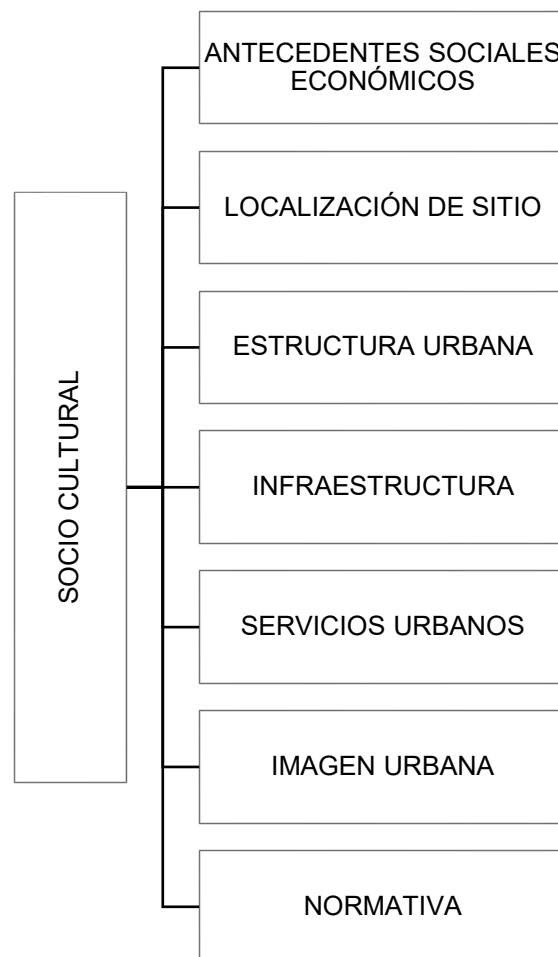 SOCIO CULTURAL
ANTECEDENTES SOCIALES
ECONÓMICOS
LOCALIZACIÓN DE SITIO
ESTRUCTURA URBANA
INFRAESTRUCTURA
SERVICIOS URBANOS
IMAGEN URBANA
NORMATIVA